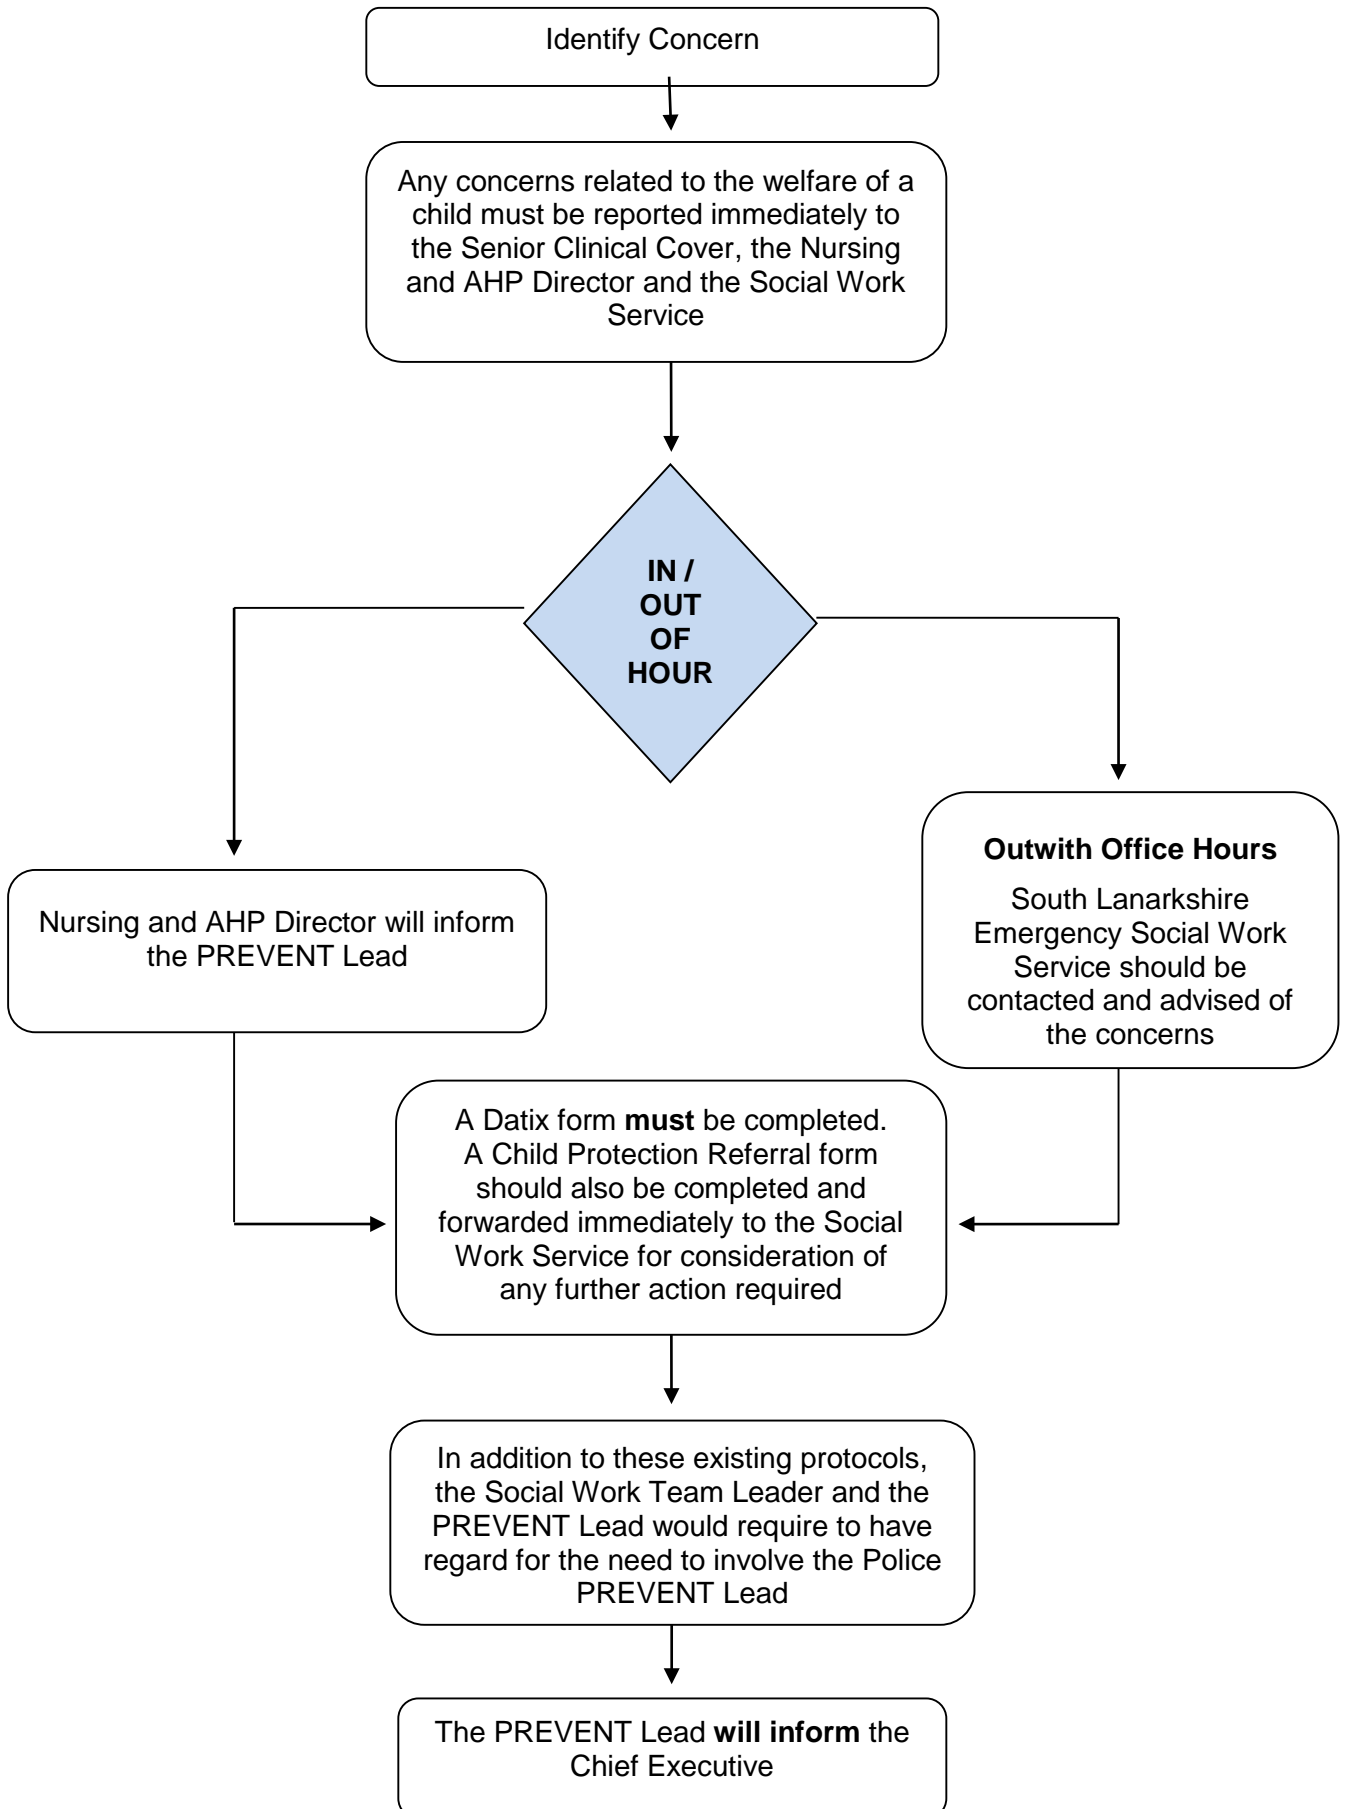 Identify Concern
Any concerns related to the welfare of a
child must be reported immediately to
the Senior Clinical Cover, the Nursing
and AHP Director and the Social Work
Service
IN /
OUT
OF
HOUR
Nursing and AHP Director will inform
the PREVENT Lead
Outwith Office Hours
South Lanarkshire
Emergency Social Work
Service should be
contacted and advised of
the concerns
A Datix form must be completed.
A Child Protection Referral form
should also be completed and
forwarded immediately to the Social
Work Service for consideration of
any further action required
In addition to these existing protocols,
the Social Work Team Leader and the
PREVENT Lead would require to have
regard for the need to involve the Police
PREVENT Lead
The PREVENT Lead will inform the
Chief Executive